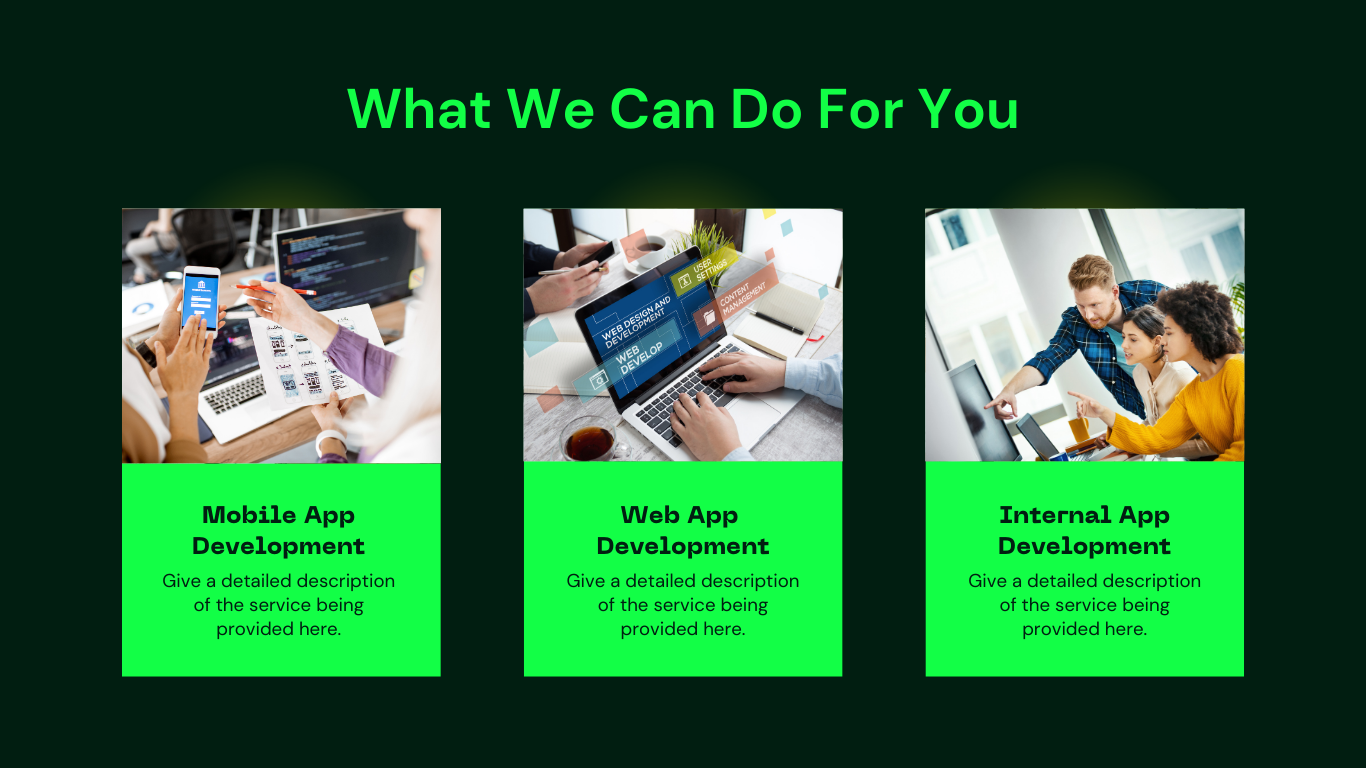 What We Can Do For You
USER
SETTINGS
CONTENT
MANAGEMENT
WEB DESIGN AND
DEVELOPMENT
WEB
DEVELOP
Mobile App
Development
Give a detailed description
of the service being
provided here.
Web App
Development
Give a detailed description
of the service being
provided here.
Internal App
Development
Give a detailed description
of the service being
provided here.